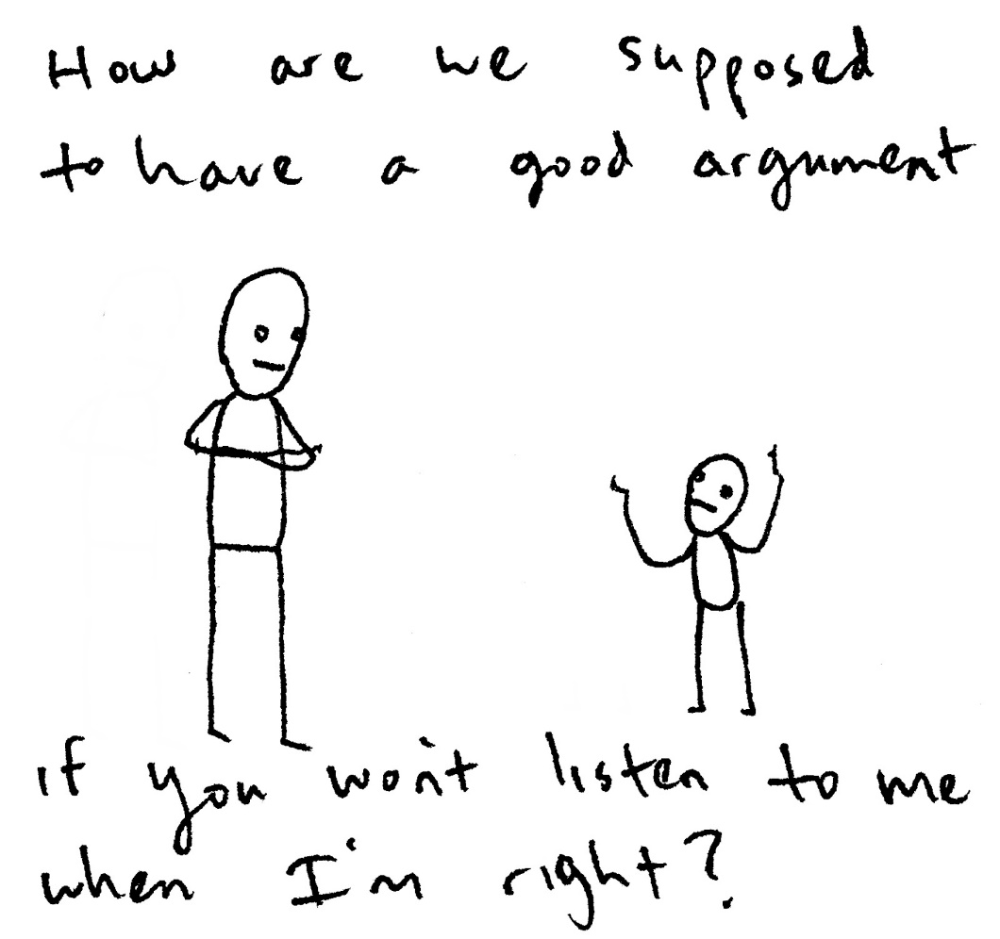 How are we supposed
to have a good argument
if you won't listen to me
when I'm right?